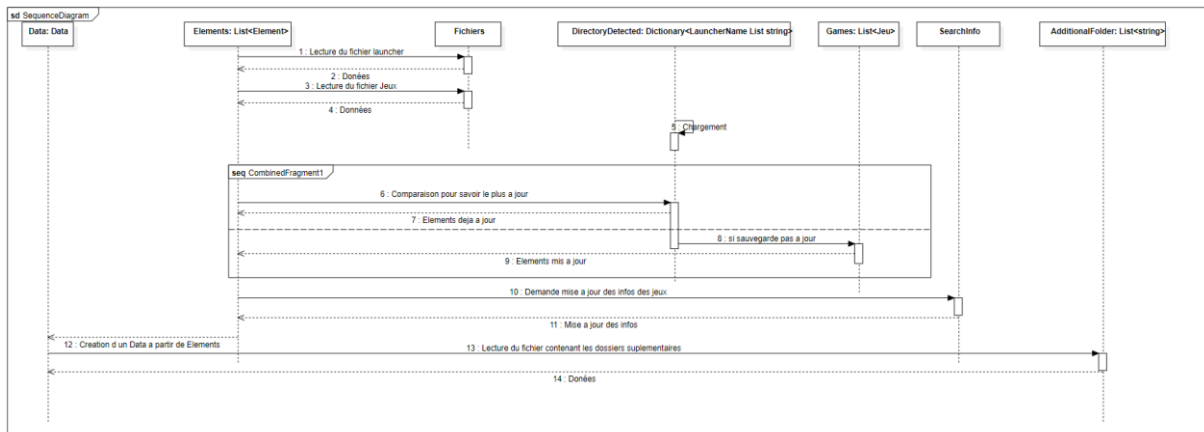 sd SequenceDiagram
Data: Data
Elements: List<Element>
Fichiers
DirectoryDetected: Dictionary<LauncherName List string>
Games: List<Jeu>
SearchInfo
AdditionalFolder: List<string>
1 : Lecture du fichier launcher
2 : Donées
3 : Lecture du fichier Jeux
4 : Données
5 : Chargement
seq CombinedFragment1
6 : Comparaison pour savoir le plus a jour
7 : Elements deja a jour
8 : si sauvegarde pas a jour
9 : Elements mis a jour
10 : Demande mise a jour des infos des jeux
11 : Mise a jour des infos
12 : Creation d un Data a partir de Elements
13 : Lecture du fichier contenant les dossiers suplementaires
14 : Donées